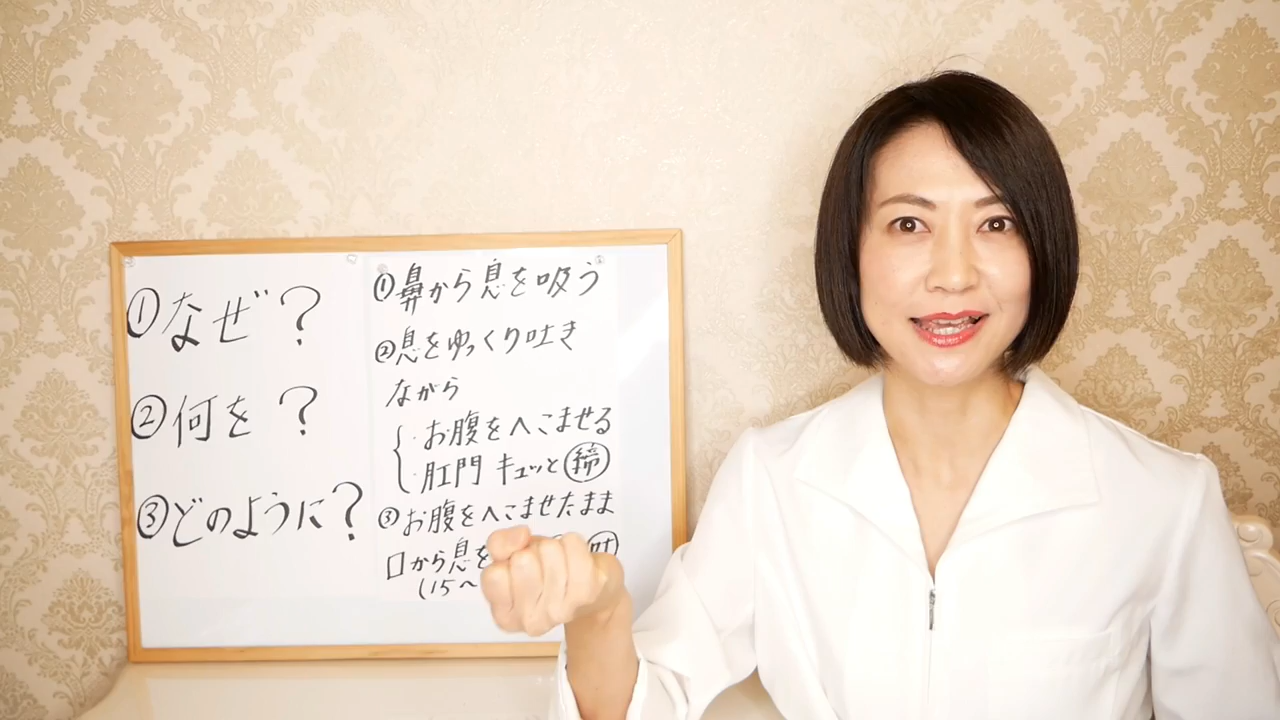 ①なぜ?
②何を?
③どのように?
①鼻から息を吸う
②息をゆっくり吐き
ながら
・お腹をへこませる
・肛門 キュッと締
③お腹をへこませたまま
口から息を 吐
(15〜